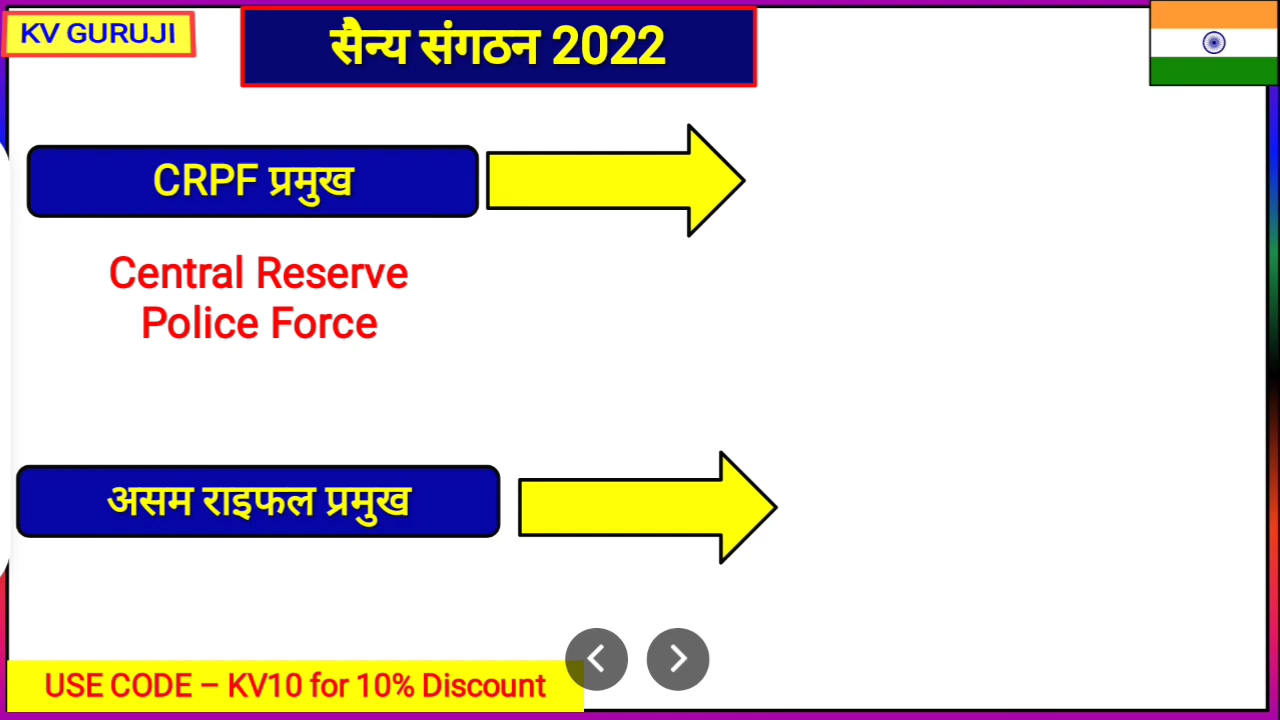 KV GURUJI
सैन्य संगठन 2022
CRPF प्रमुख
Central Reserve
Police Force
असम राइफल प्रमुख
USE CODE – KV10 for 10% Discount